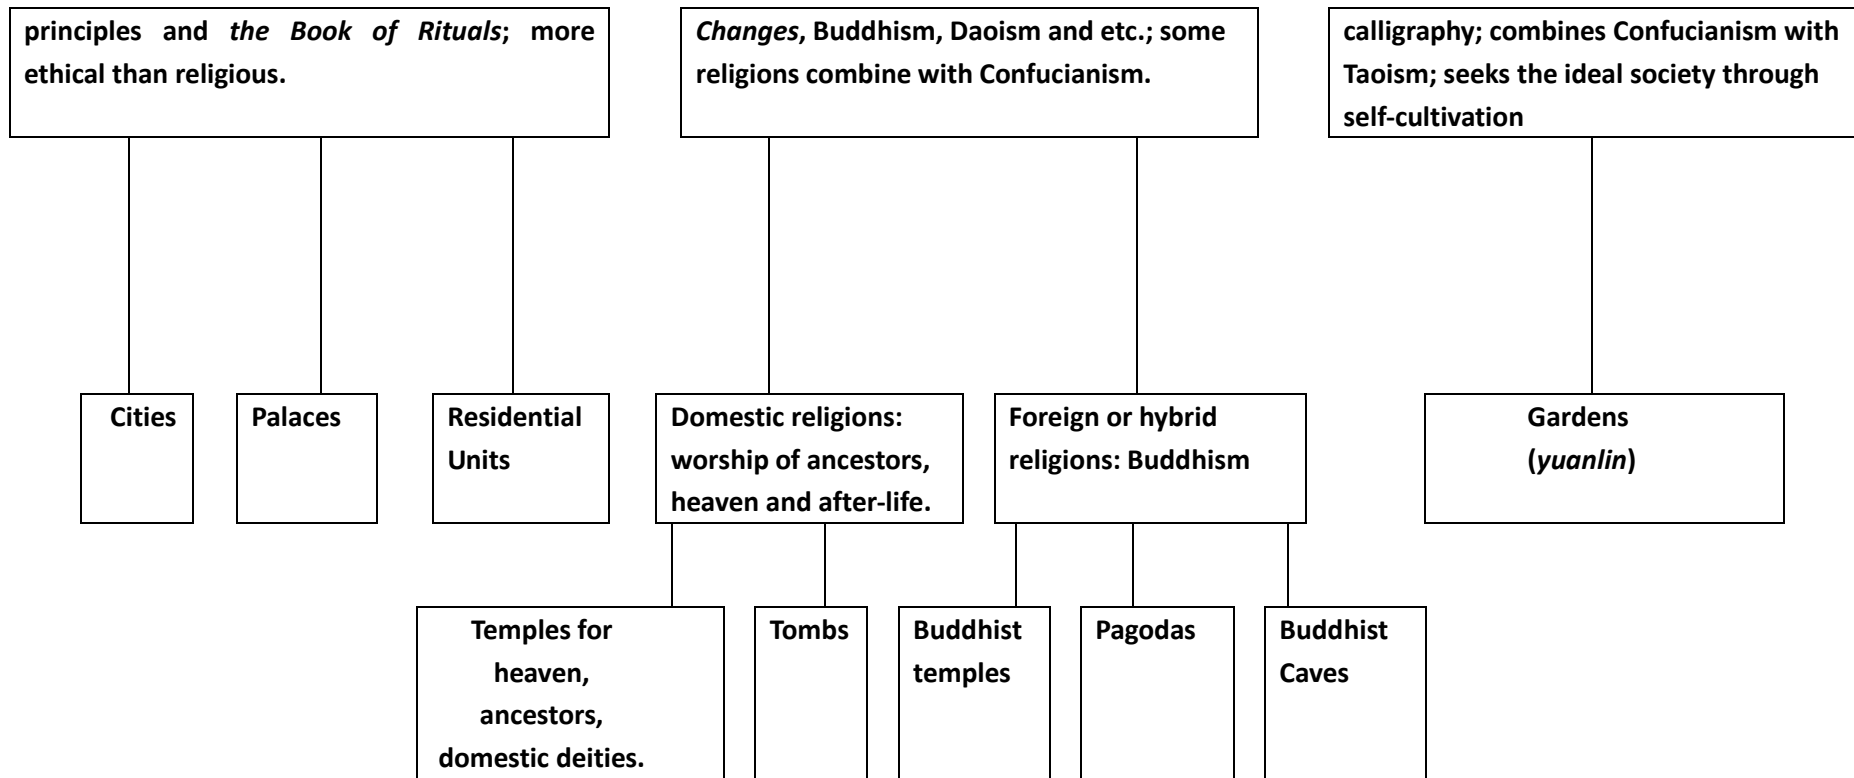 principles and the Book of Rituals; more
ethical than religious.
Changes, Buddhism, Daoism and etc.; some
religions combine with Confucianism.
calligraphy; combines Confucianism with
Taoism; seeks the ideal society through
self-cultivation
Cities
Palaces
Residential
Units
Domestic religions:
worship of ancestors,
heaven and after-life.
Foreign or hybrid
religions: Buddhism
Gardens
(yuanlin)
Temples for
heaven,
ancestors,
domestic deities.
Tombs
Buddhist
temples
Pagodas
Buddhist
Caves